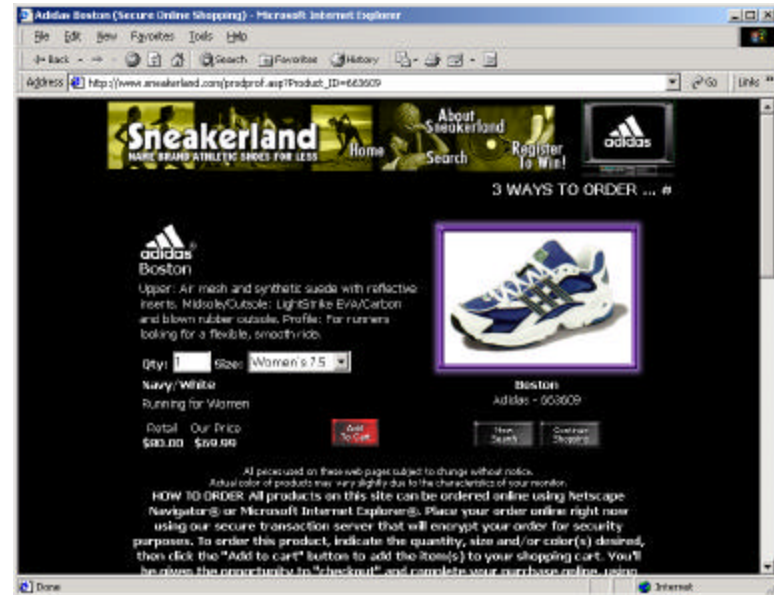 Adidas Boston (Secure Online Shopping) - Microsoft Internet Explorer
File Edit View Favorites Tools Help
Back Search Favorites History
Address http://www.sneakerland.com/prodprof.asp?Product_ID=663609 Go Links
Sneakerland
NAME BRAND ATHLETIC SHOES FOR LESS
Home
About Sneakerland
Search
Register To Win!
adidas
3 WAYS TO ORDER ... #
adidas
Boston
Upper: Air mesh and synthetic suede with reflective
inserts. Midsole/Outsole: LightStrike EVA/Carbon
and blown rubber outsole. Profile: For runners
looking for a flexible, smooth ride.
Qty: 1 Size: Women's 7.5
Navy/White
Running for Women
Retail Our Price
$80.00 $69.99
Add To Cart
Boston
Adidas - 663609
New Search
Continue Shopping
All prices used on these web pages subject to change without notice.
Actual color of products may vary slightly due to the characteristics of your monitor.
HOW TO ORDER All products on this site can be ordered online using Netscape
Navigator® or Microsoft Internet Explorer®. Place your order online right now
using our secure transaction server that will encrypt your order for security
purposes. To order this product, indicate the quantity, size and/or color(s) desired,
then click the "Add to cart" button to add the item(s) to your shopping cart. You'll
be given the opportunity to "checkout" and complete your purchase online, using
Done
Internet